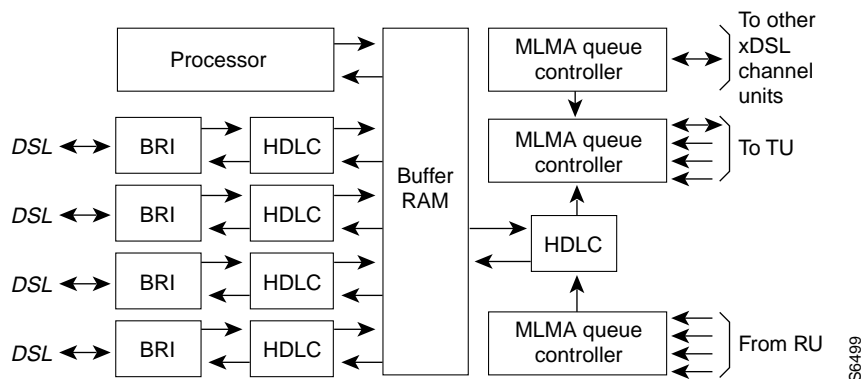 Processor
DSL
BRI
HDLC
DSL
BRI
HDLC
DSL
BRI
HDLC
DSL
BRI
HDLC
Buffer
RAM
MLMA queue
controller
To other
xDSL
channel
units
MLMA queue
controller
To TU
HDLC
MLMA queue
controller
From RU
S6499